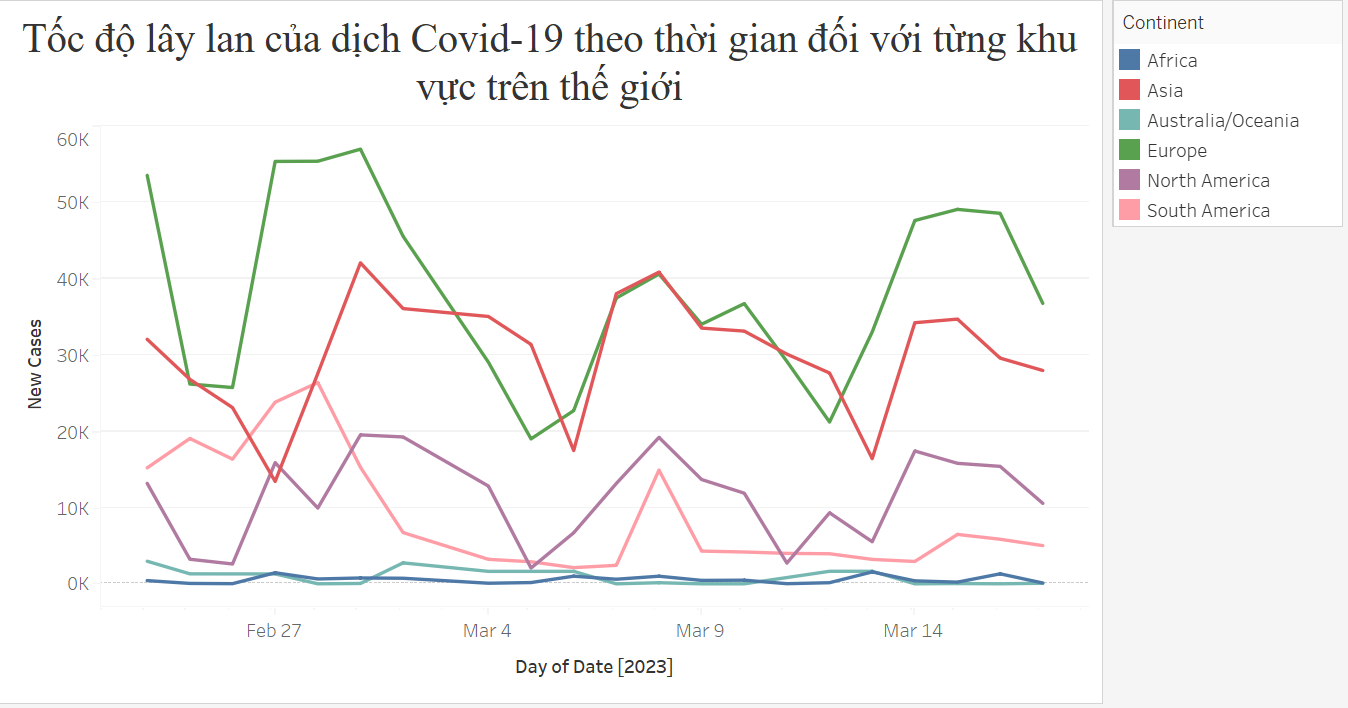 Tốc độ lây lan của dịch Covid-19 theo thời gian đối với từng khu
vực trên thế giới
60K
50K
40K
30K
20K
10K
0K
New Cases
Feb 27
Mar 4
Mar 9
Mar 14
Day of Date [2023]
Continent
Africa
Asia
Australia/Oceania
Europe
North America
South America